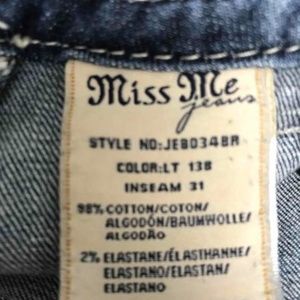 Miss Me
jeans
STYLE NO:JEB034BR
COLOR:LT 138
INSEAM 31
98% COTTON/COTON/
ALGODÓN/BAUMWOLLE/
ALGODÃO
2% ELASTANE/ÉLASTHANNE/
ELASTANO/ELASTAN/
ELASTANO